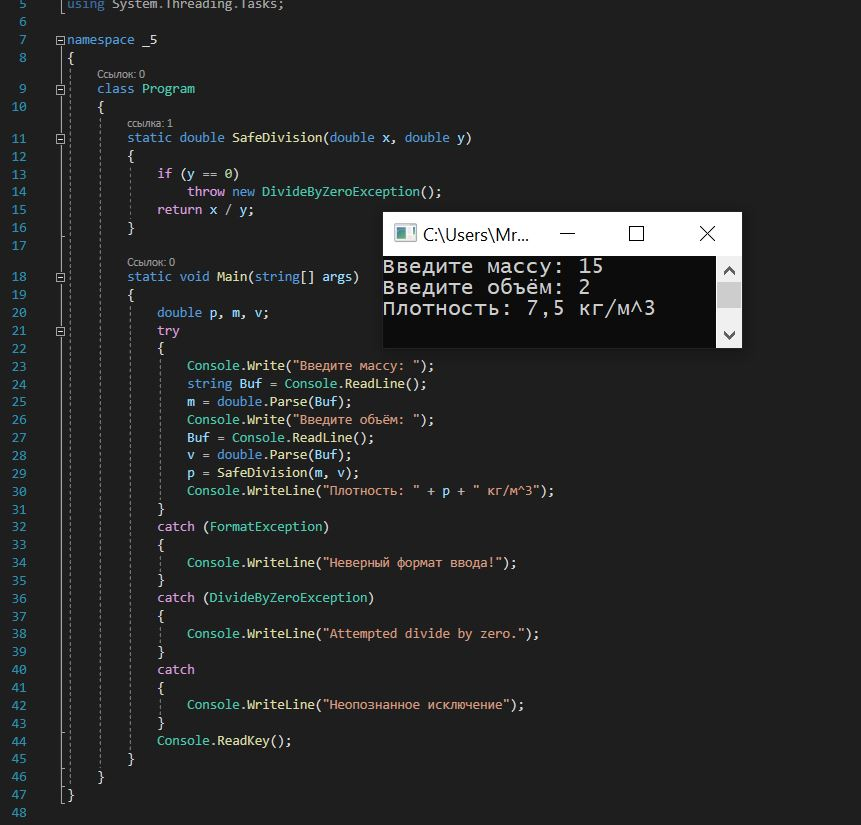 5 using System.Threading.Tasks;
6
7 namespace _5
8 {
Ссылок: 0
9 class Program
10 {
ссылка: 1
11 static double SafeDivision(double x, double y)
12 {
13 if (y == 0)
14 throw new DivideByZeroException();
15 return x / y;
16 }
17
Ссылок: 0
18 static void Main(string[] args)
19 {
20 double p, m, v;
21 try
22 {
23 Console.Write("Введите массу: ");
24 string Buf = Console.ReadLine();
25 m = double.Parse(Buf);
26 Console.Write("Введите объём: ");
27 Buf = Console.ReadLine();
28 v = double.Parse(Buf);
29 p = SafeDivision(m, v);
30 Console.WriteLine("Плотность: " + p + " кг/м^3");
31 }
32 catch (FormatException)
33 {
34 Console.WriteLine("Неверный формат ввода!");
35 }
36 catch (DivideByZeroException)
37 {
38 Console.WriteLine("Attempted divide by zero.");
39 }
40 catch
41 {
42 Console.WriteLine("Неопознанное исключение");
43 }
44 Console.ReadKey();
45 }
46 }
47 }
48
C:\Users\Mr...
Введите массу: 15
Введите объём: 2
Плотность: 7,5 кг/м^3